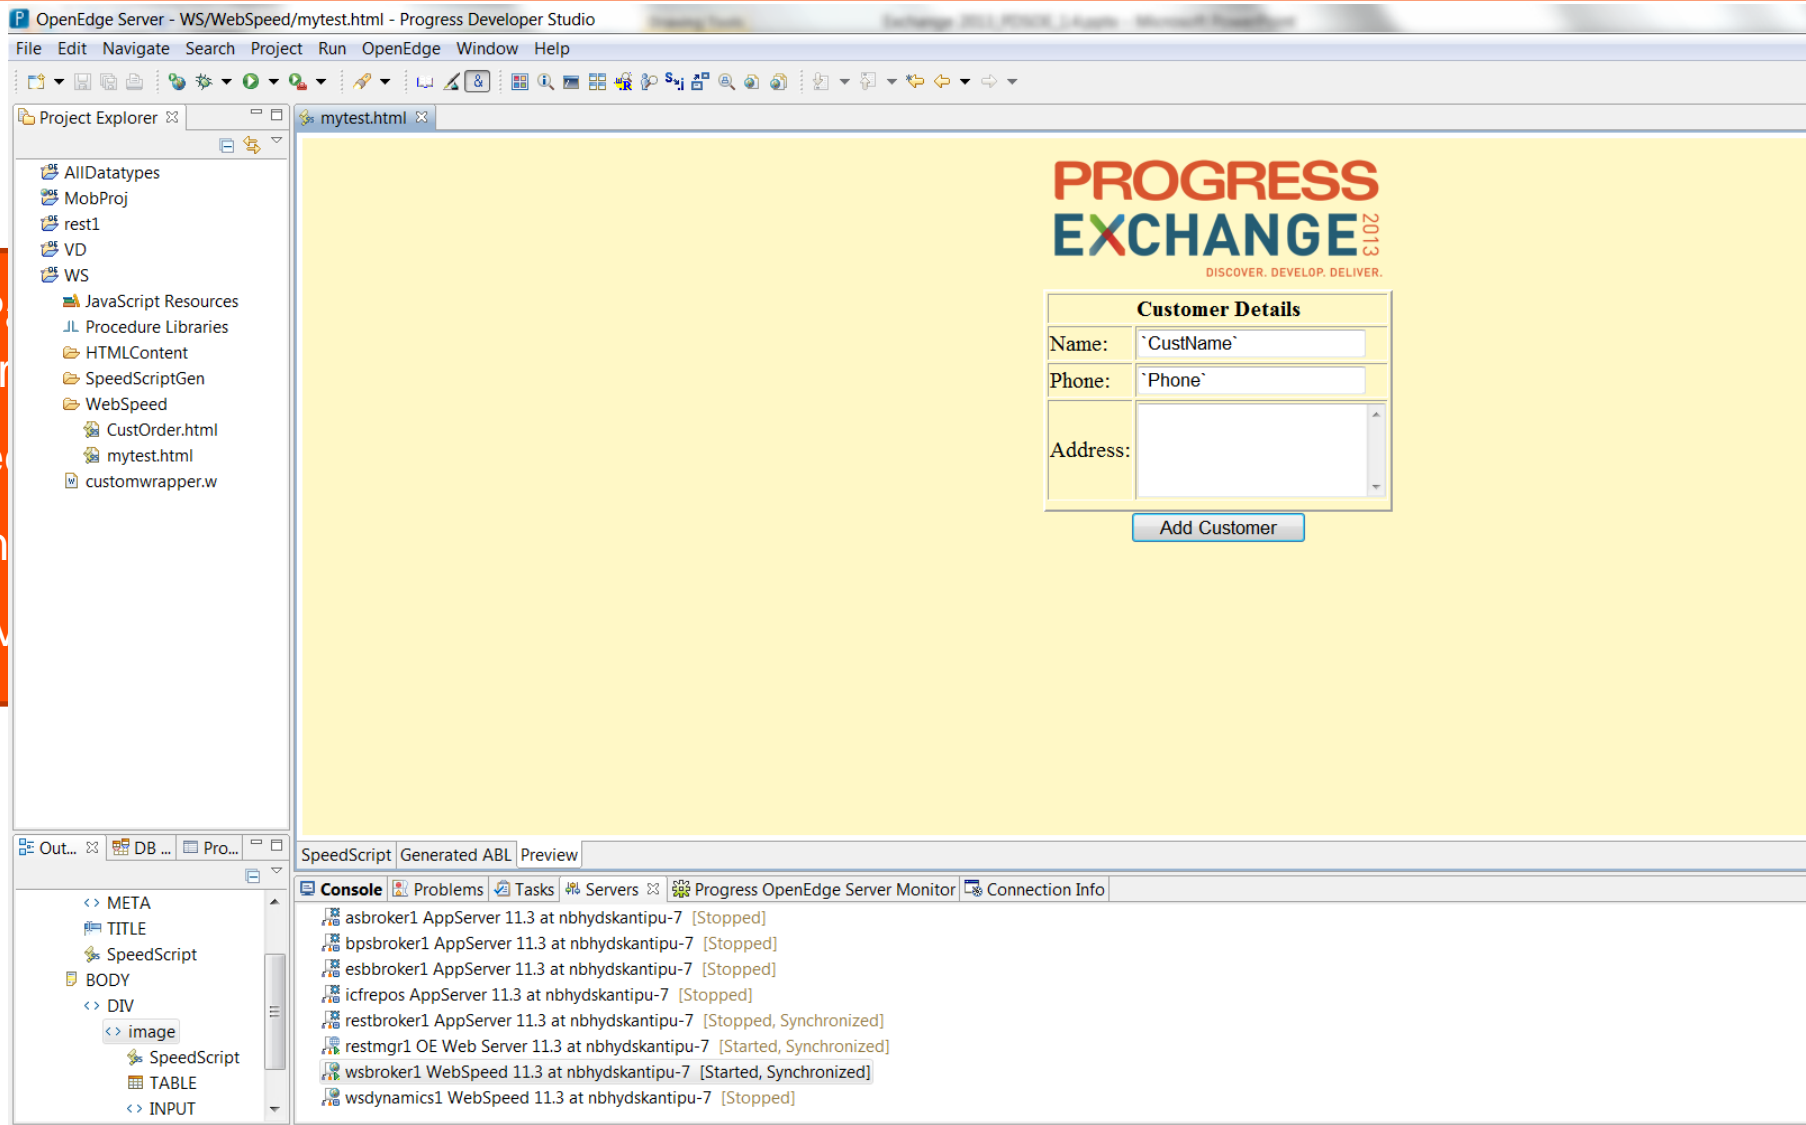 OpenEdge Server - WS/WebSpeed/mytest.html - Progress Developer Studio
File Edit Navigate Search Project Run OpenEdge Window Help
Project Explorer
mytest.html
AllDatatypes
MobProj
rest1
VD
WS
JavaScript Resources
Procedure Libraries
HTMLContent
SpeedScriptGen
WebSpeed
CustOrder.html
mytest.html
customwrapper.w
PROGRESS
EXCHANGE 2013
DISCOVER. DEVELOP. DELIVER.
Customer Details
Name: `CustName`
Phone: `Phone`
Address:
Add Customer
SpeedScript Generated ABL Preview
Out... DB ... Pro...
META
TITLE
SpeedScript
BODY
DIV
image
SpeedScript
TABLE
INPUT
Console Problems Tasks Servers Progress OpenEdge Server Monitor Connection Info
asbroker1 AppServer 11.3 at nbhydskantipu-7 [Stopped]
bpsbroker1 AppServer 11.3 at nbhydskantipu-7 [Stopped]
esbbroker1 AppServer 11.3 at nbhydskantipu-7 [Stopped]
icfrepos AppServer 11.3 at nbhydskantipu-7 [Stopped]
restbroker1 AppServer 11.3 at nbhydskantipu-7 [Stopped, Synchronized]
restmgr1 OE Web Server 11.3 at nbhydskantipu-7 [Started, Synchronized]
wsbroker1 WebSpeed 11.3 at nbhydskantipu-7 [Started, Synchronized]
wsdynamics1 WebSpeed 11.3 at nbhydskantipu-7 [Stopped]